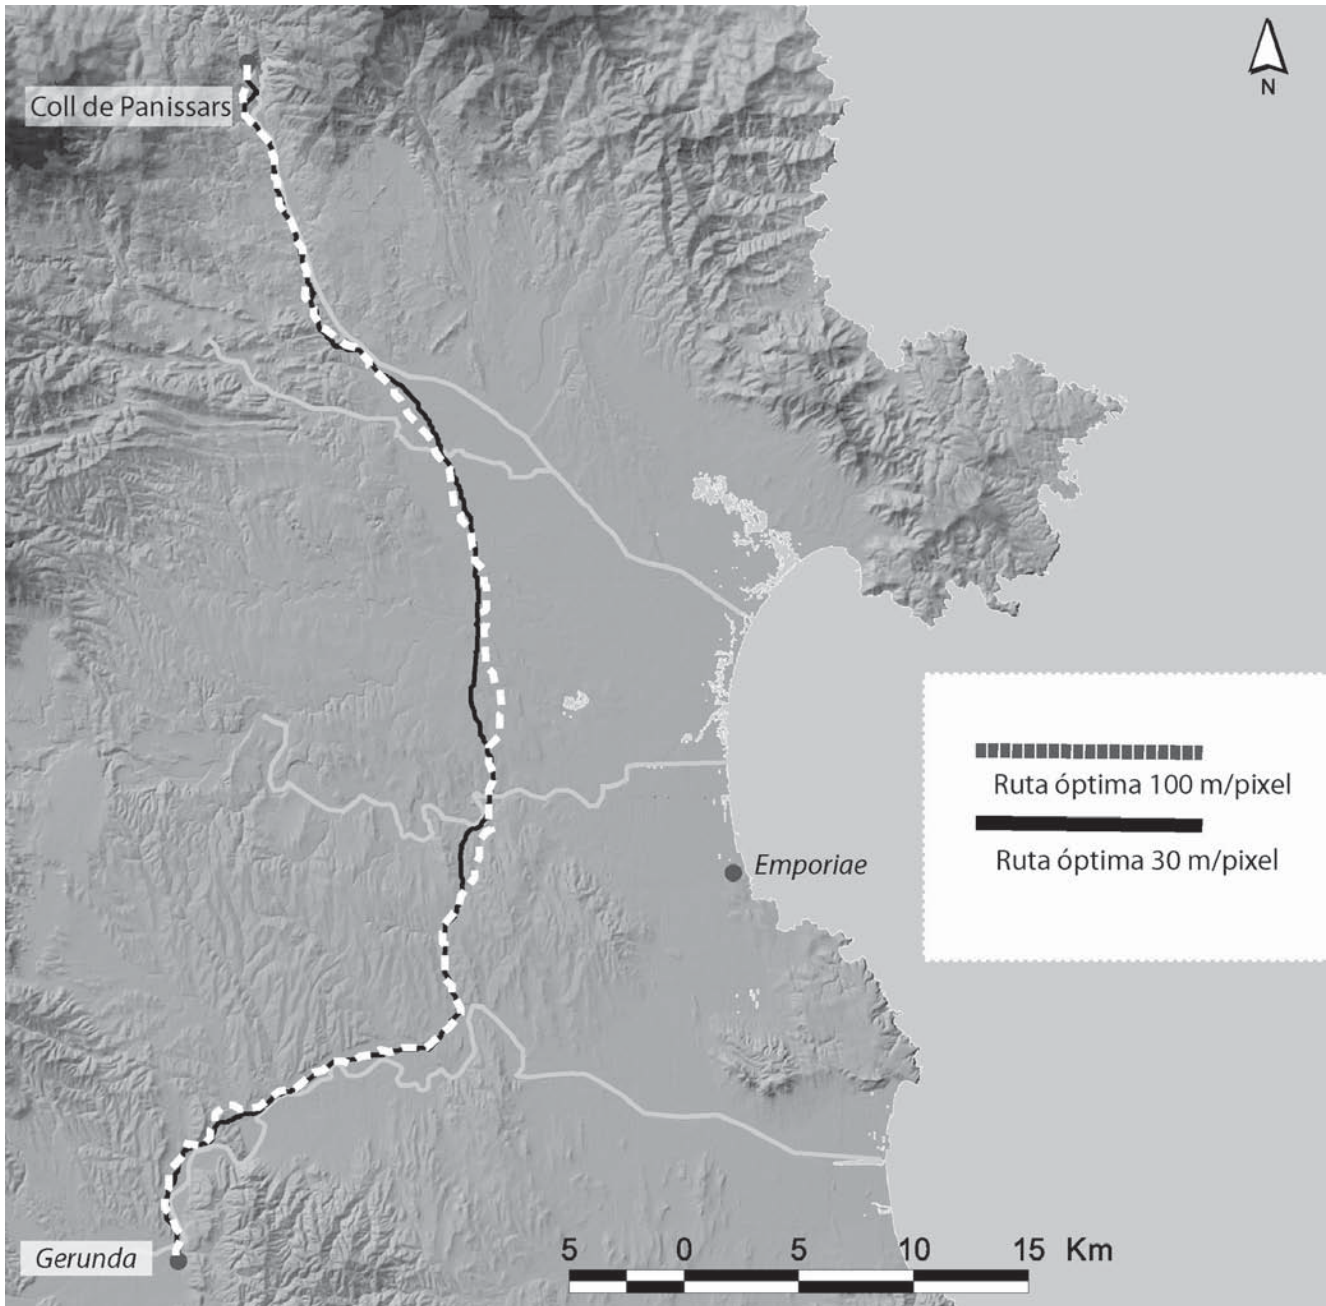 N
Coll de Panissars
Ruta óptima 100 m/pixel
Ruta óptima 30 m/pixel
Emporiae
Gerunda
5 0 5 10 15 Km